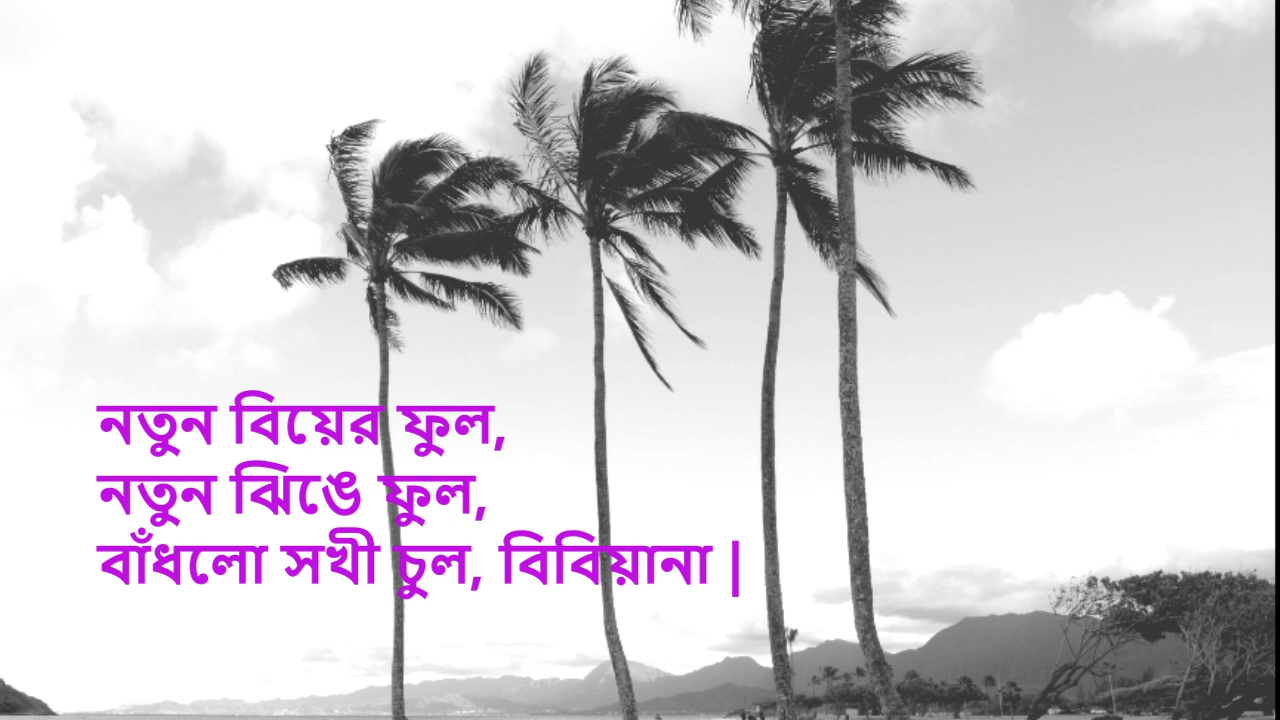 নতুন বিয়ের ফুল,
নতুন ঝিঙে ফুল,
বাঁধলো সখী চুল, বিবিয়ানা |